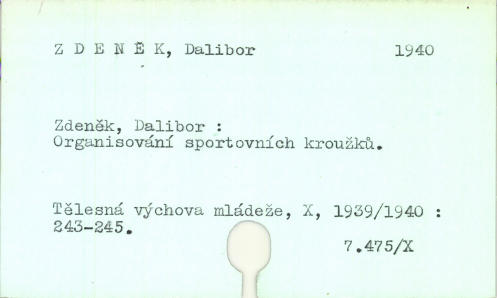 Z D E N Ě K, Dalibor 1940
Zdeněk, Dalibor :
Organisování sportovních kroužků.
Tělesná výchova mládeže, X, 1939/1940 :
243-245.
7.475/X